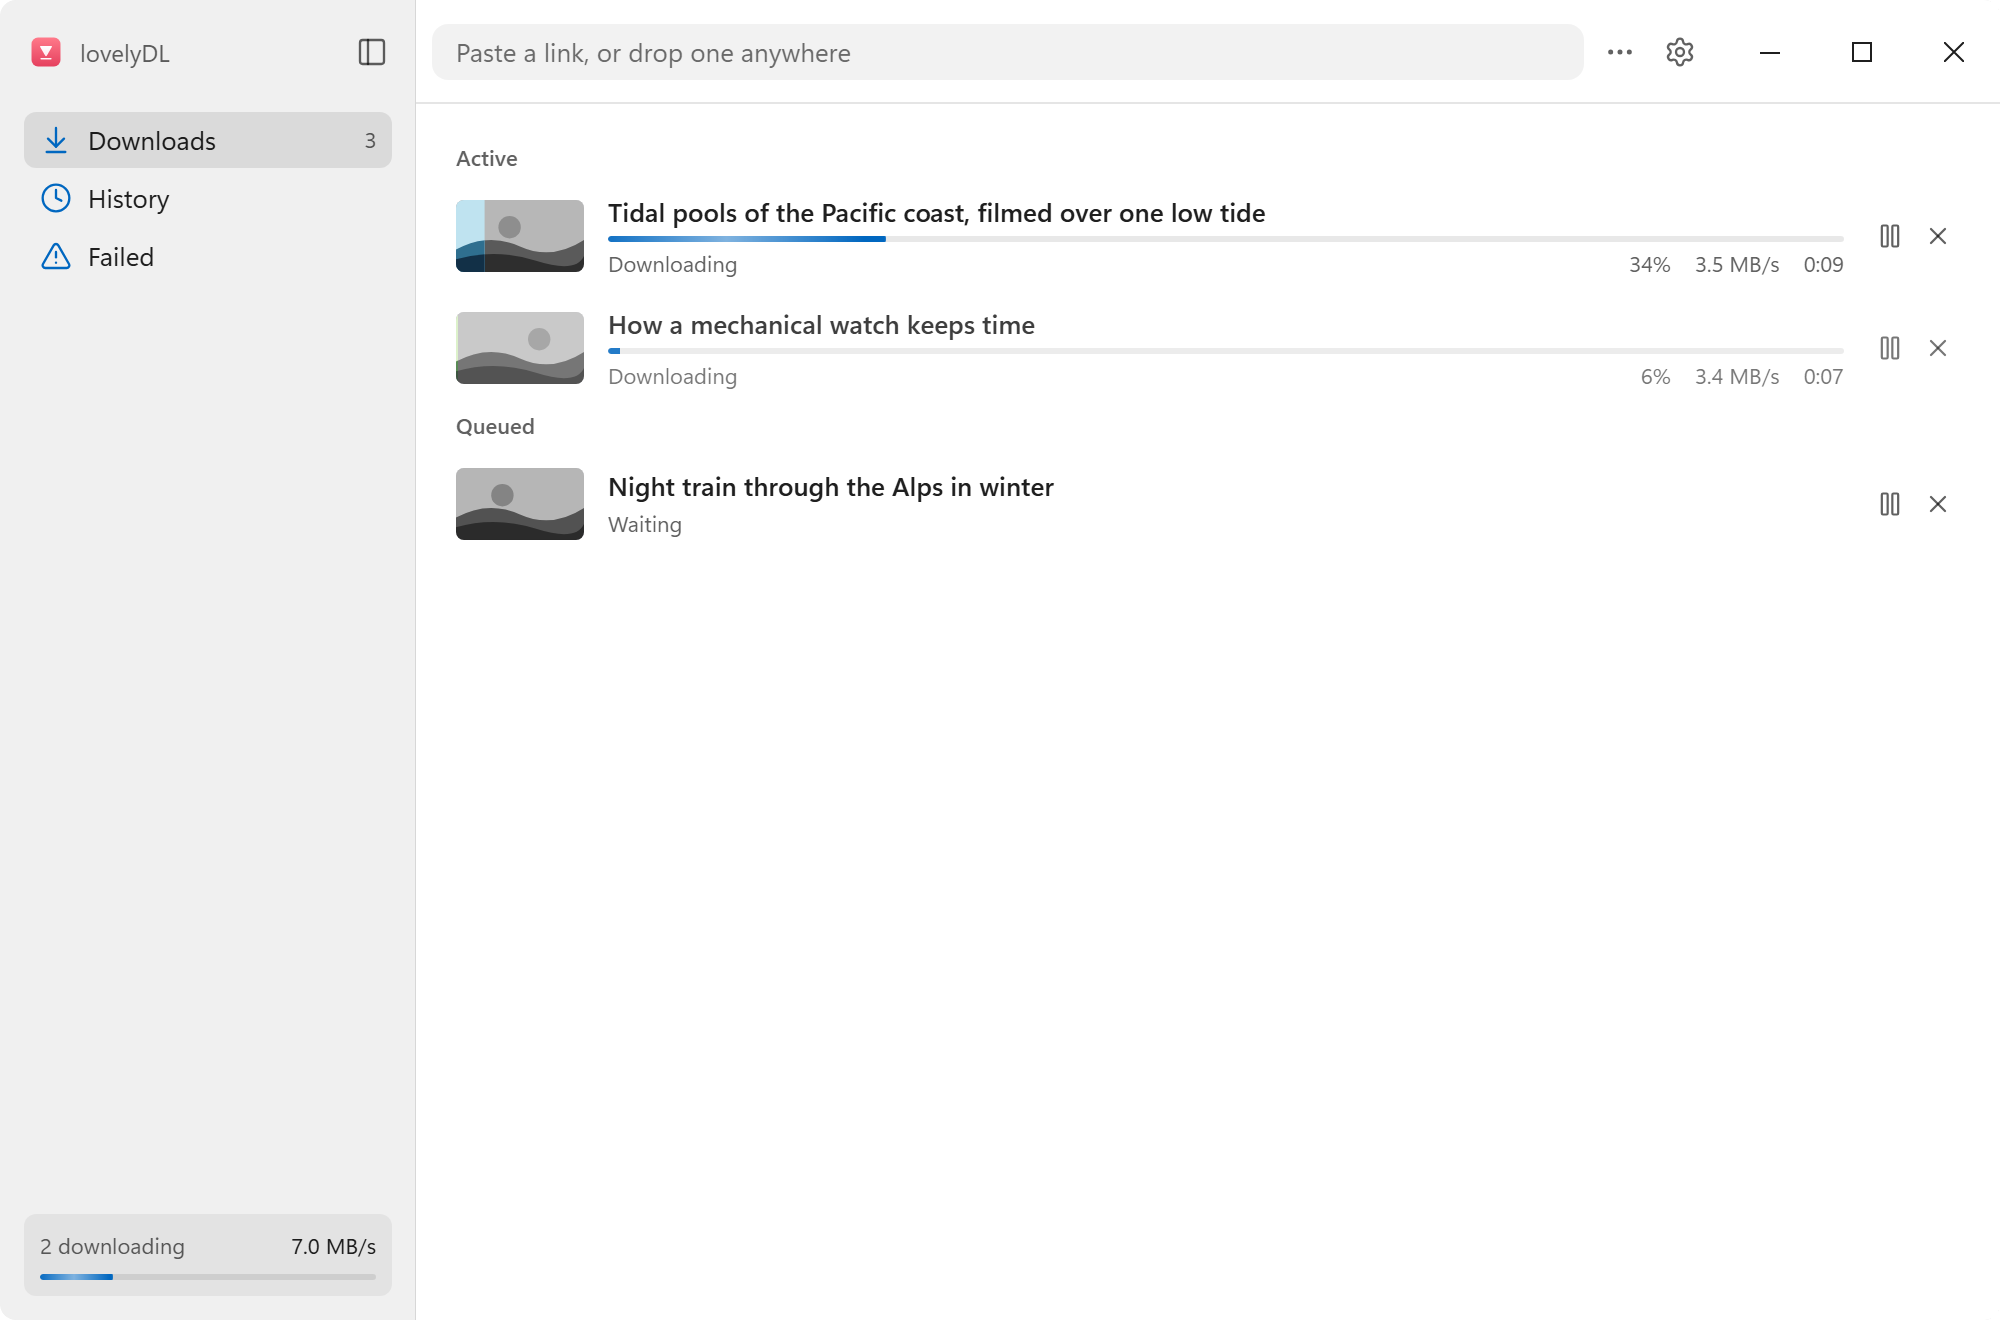 lovelyDL
Paste a link, or drop one anywhere
Downloads 3
History
Failed
Active
Tidal pools of the Pacific coast, filmed over one low tide
Downloading 34% 3.5 MB/s 0:09
How a mechanical watch keeps time
Downloading 6% 3.4 MB/s 0:07
Queued
Night train through the Alps in winter
Waiting
2 downloading 7.0 MB/s